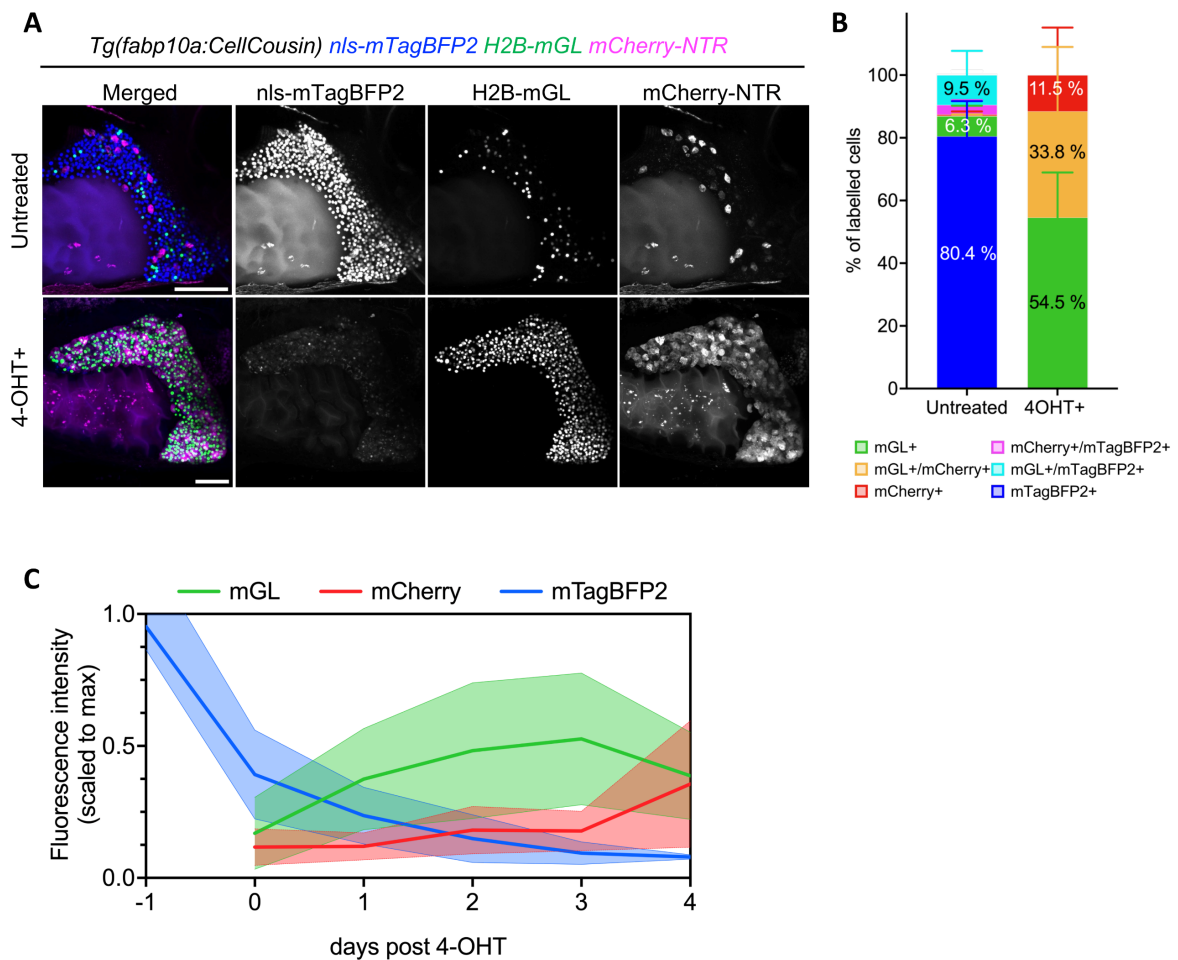 A
Tg(fabp10a:CellCousin) nls-mTagBFP2 H2B-mGL mCherry-NTR
Merged nls-mTagBFP2 H2B-mGL mCherry-NTR
Untreated
4-OHT+
B
% of labelled cells
100
80
60
40
20
0
9.5 %
6.3 %
80.4 %
11.5 %
33.8 %
54.5 %
Untreated 4OHT+
mGL+ mCherry+/mTagBFP2+
mGL+/mCherry+ mGL+/mTagBFP2+
mCherry+ mTagBFP2+
C
mGL mCherry mTagBFP2
Fluorescence intensity
(scaled to max)
1.0
0.5
0.0
-1 0 1 2 3 4
days post 4-OHT